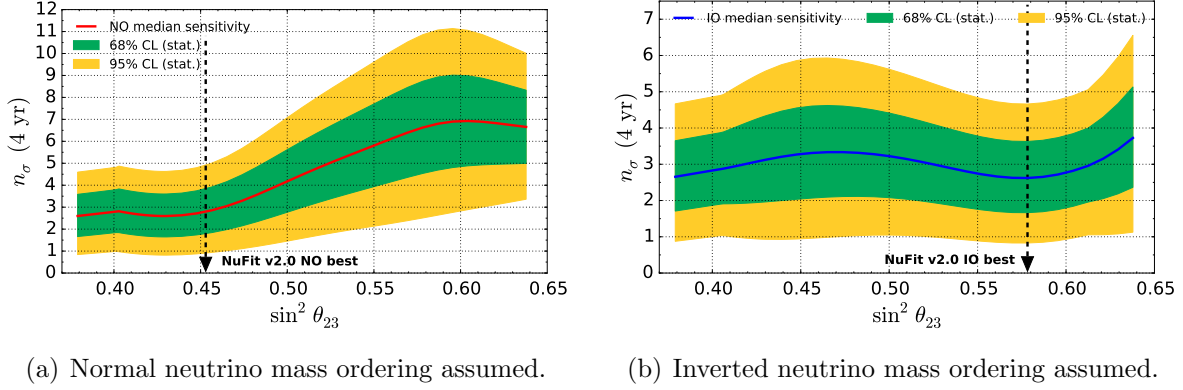 12
11
10
9
8
7
6
5
4
3
2
1
0
nσ (4 yr)
NO median sensitivity
68% CL (stat.)
95% CL (stat.)
NuFit v2.0 NO best
0.40 0.45 0.50 0.55 0.60 0.65
sin² θ₂₃
(a) Normal neutrino mass ordering assumed.
7
6
5
4
3
2
1
0
nσ (4 yr)
IO median sensitivity 68% CL (stat.) 95% CL (stat.)
NuFit v2.0 IO best
0.40 0.45 0.50 0.55 0.60 0.65
sin² θ₂₃
(b) Inverted neutrino mass ordering assumed.